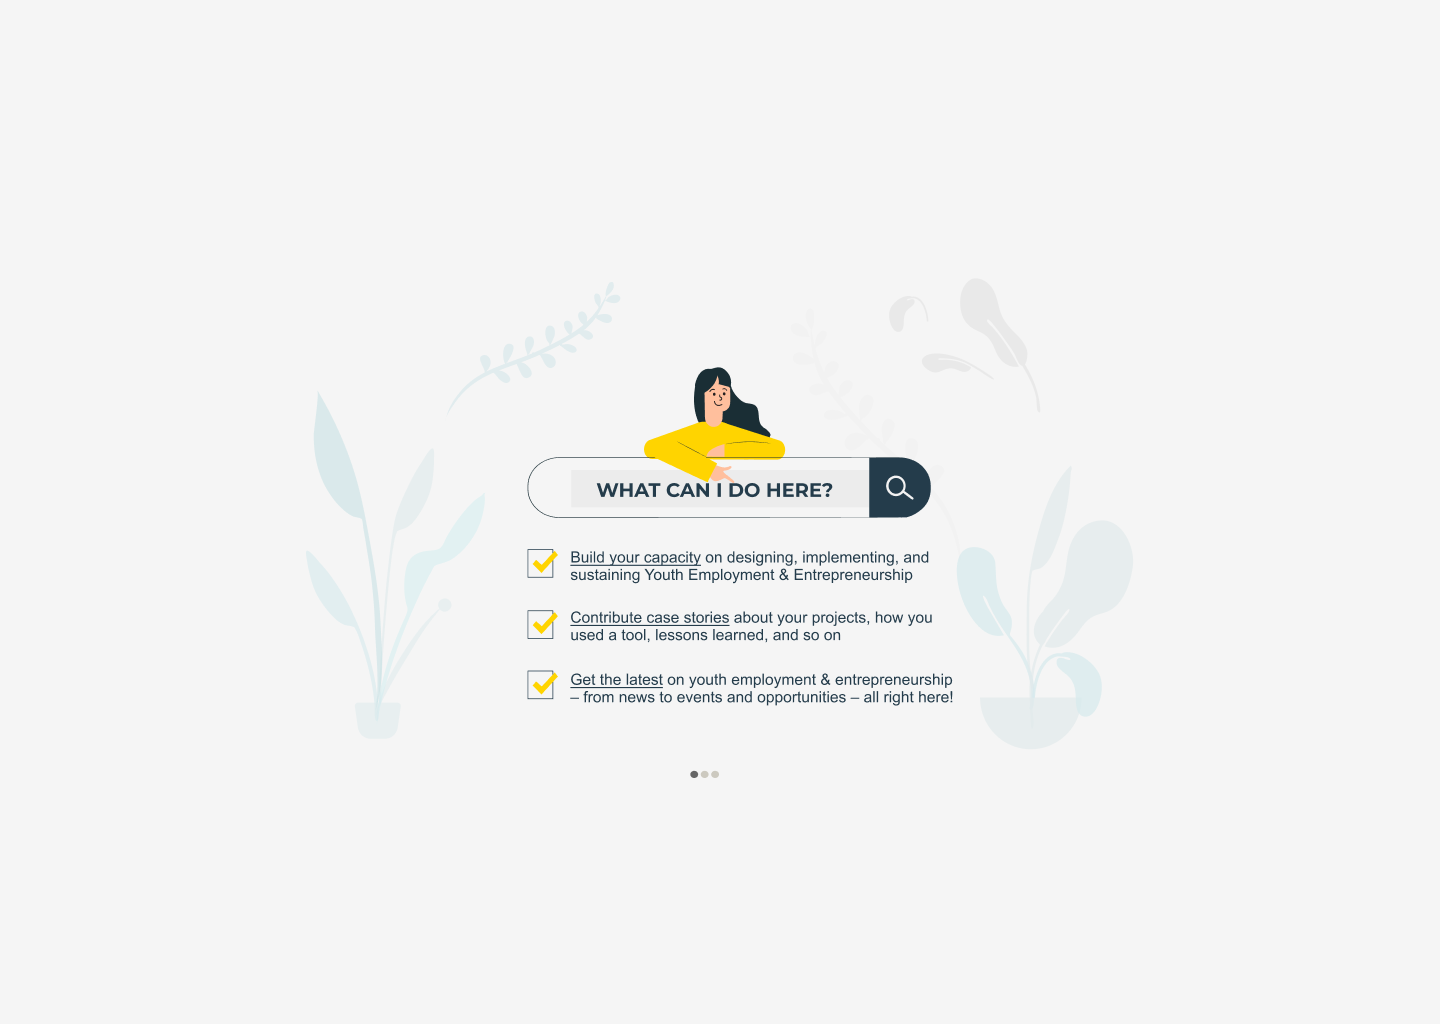 WHAT CAN I DO HERE?
Build your capacity on designing, implementing, and
sustaining Youth Employment & Entrepreneurship
Contribute case stories about your projects, how you
used a tool, lessons learned, and so on
Get the latest on youth employment & entrepreneurship
– from news to events and opportunities – all right here!